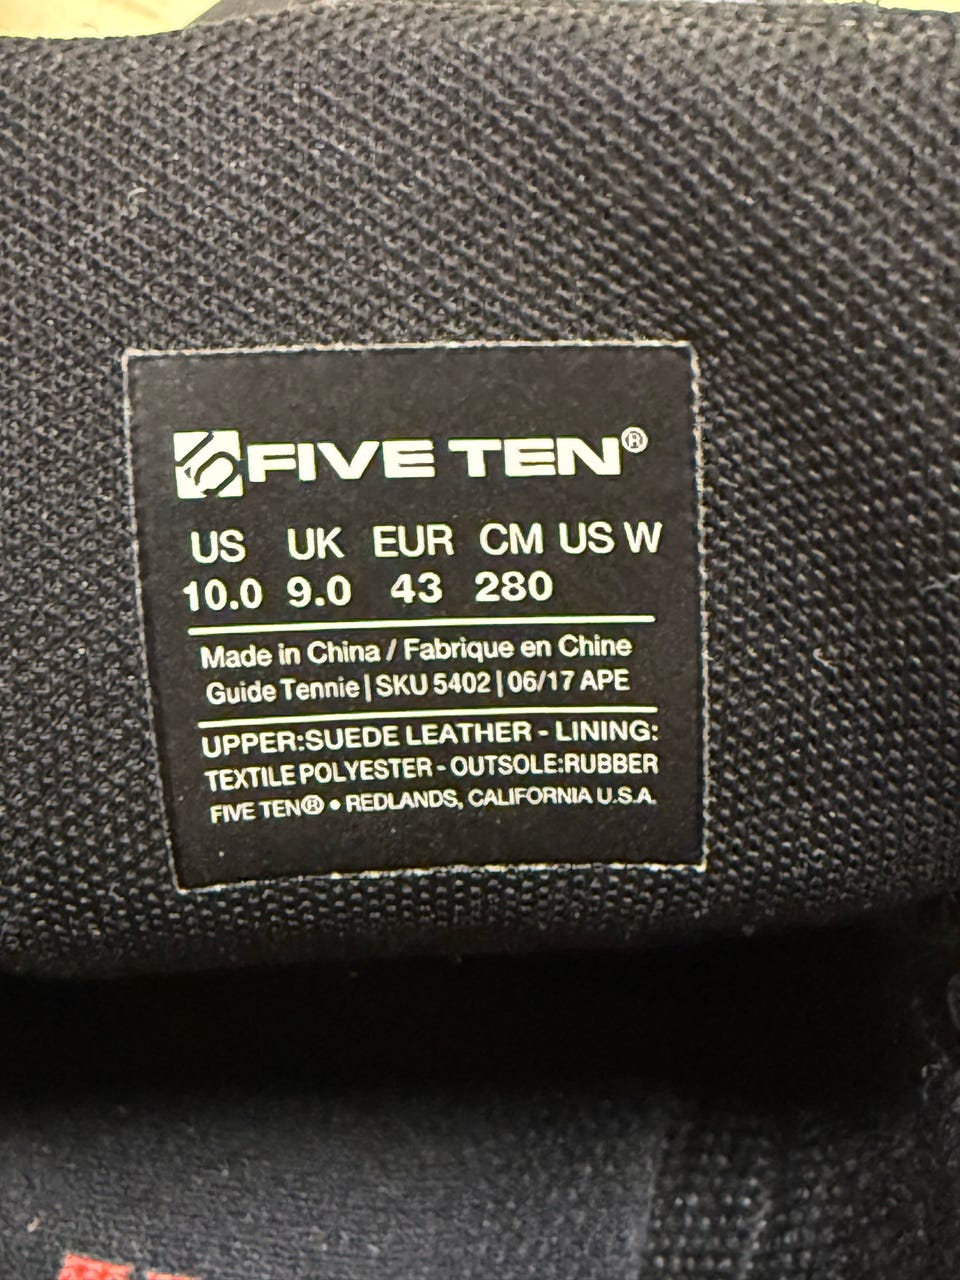 FIVE TEN®
US UK EUR CM US W
10.0 9.0 43 280
Made in China / Fabrique en Chine
Guide Tennie | SKU 5402 | 06/17 APE
UPPER:SUEDE LEATHER - LINING:
TEXTILE POLYESTER - OUTSOLE:RUBBER
FIVE TEN® • REDLANDS, CALIFORNIA U.S.A.